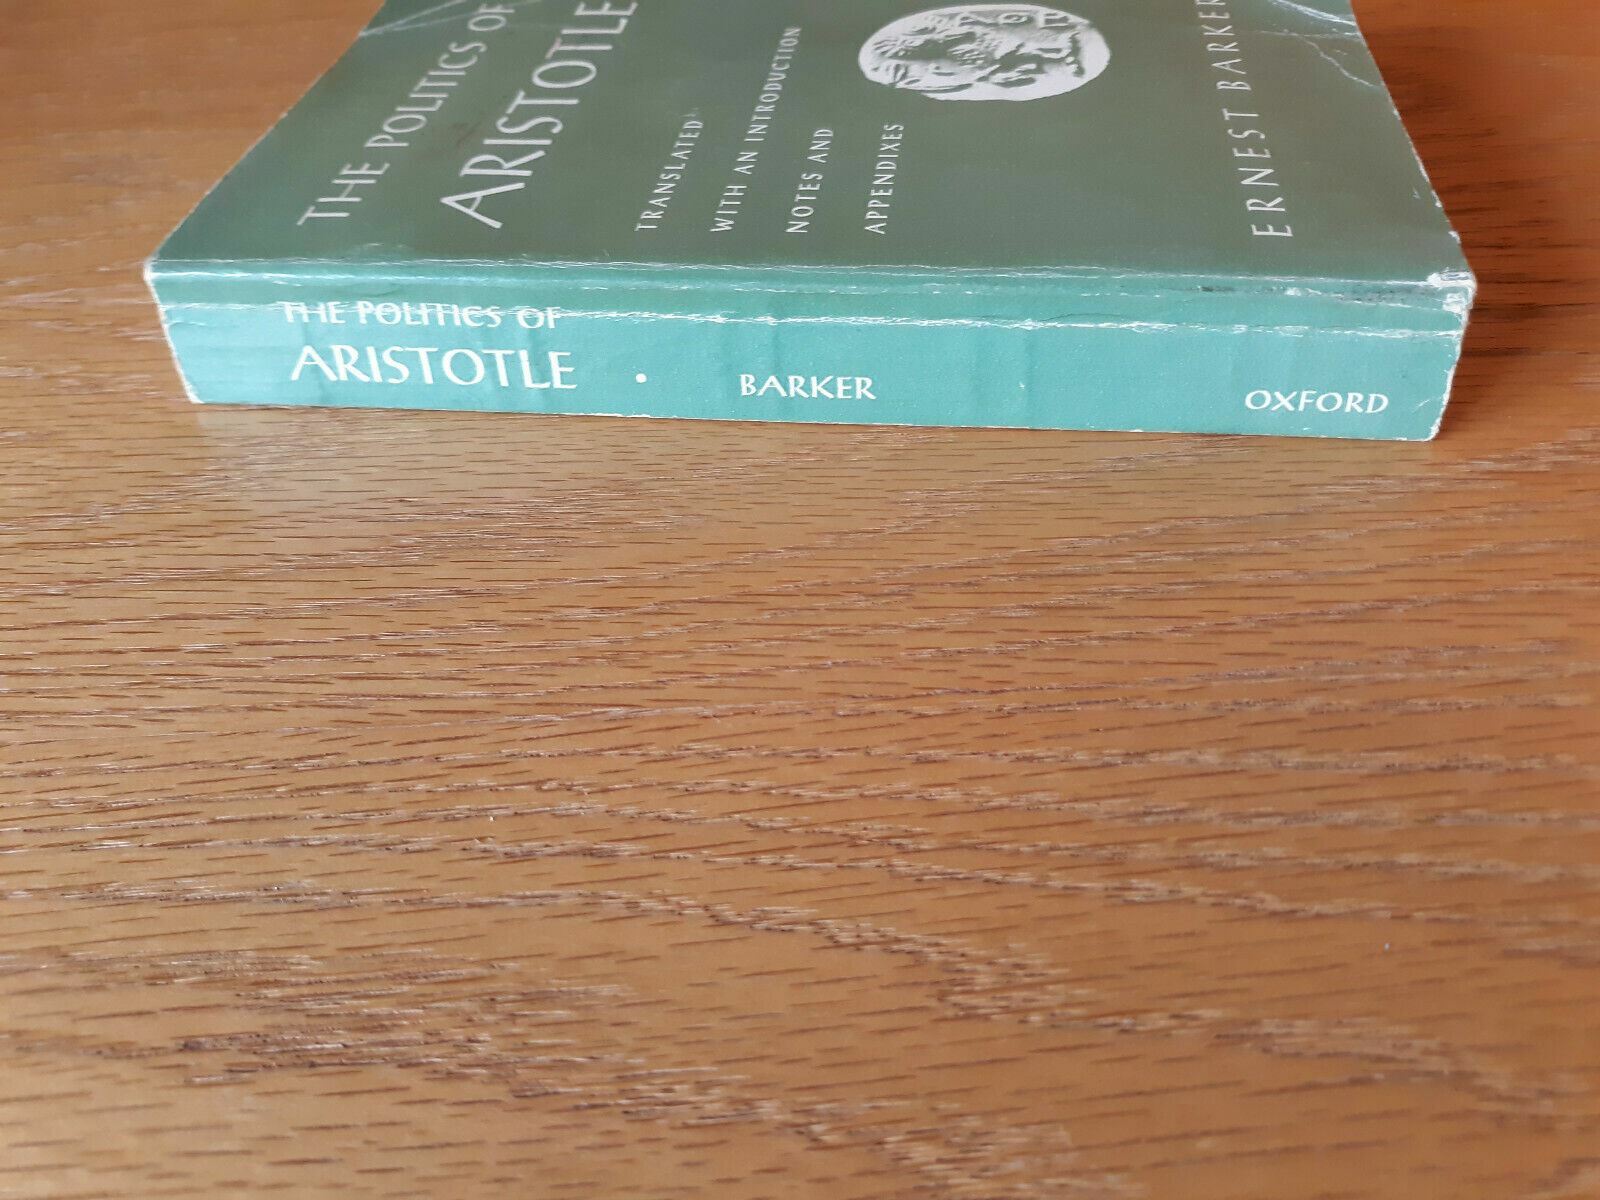 THE POLITICS OF
ARISTOTLE
TRANSLATED
WITH AN INTRODUCTION
NOTES AND
APPENDIXES
ERNEST BARKER
THE POLITICS OF
ARISTOTLE • BARKER OXFORD